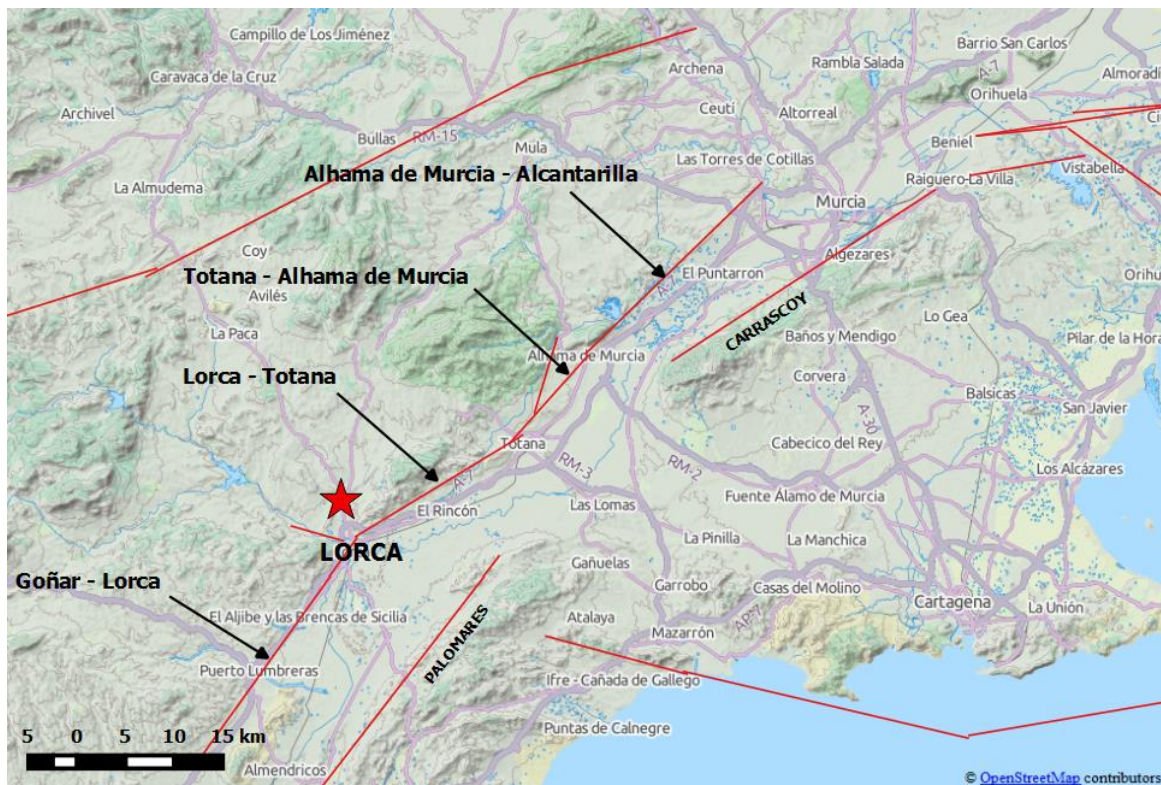 Campillo de Los Jiménez
Barrio San Carlos
A-7
Archena
Rambla Salada
Caravaca de la Cruz
Almoradí
Orihuela
Archivel
Ceutí
Altorreal
Bullas
RM-15
Mula
Beniel
Las Torres de Cotillas
Vistabella
Alhama de Murcia - Alcantarilla
Raiguero-La Villa
La Almudema
Murcia
Coy
Algezares
El Puntarron
Totana - Alhama de Murcia
A-7
Avilés
Lo Gea
La Paca
CARRASCOY
Baños y Mendigo
Pilar de la Hora
Alhama de Murcia
Lorca - Totana
Corvera
Balsicas
San Javier
A-30
Totana
Cabecico del Rey
RM-3
RM-2
A-7
Los Alcázares
El Rincón
Las Lomas
Fuente Álamo de Murcia
La Pinilla
La Manchica
LORCA
Gañuelas
Goñar - Lorca
Garrobo
Casas del Molino
Cartagena
La Unión
El Aljibe y las Brencas de Sicilia
Atalaya
AP-7
Mazarrón
PALOMARES
Puerto Lumbreras
Ifre - Cañada de Gallego
Puntas de Calnegre
5 0 5 10 15 km
Almendricos
© OpenStreetMap contributors